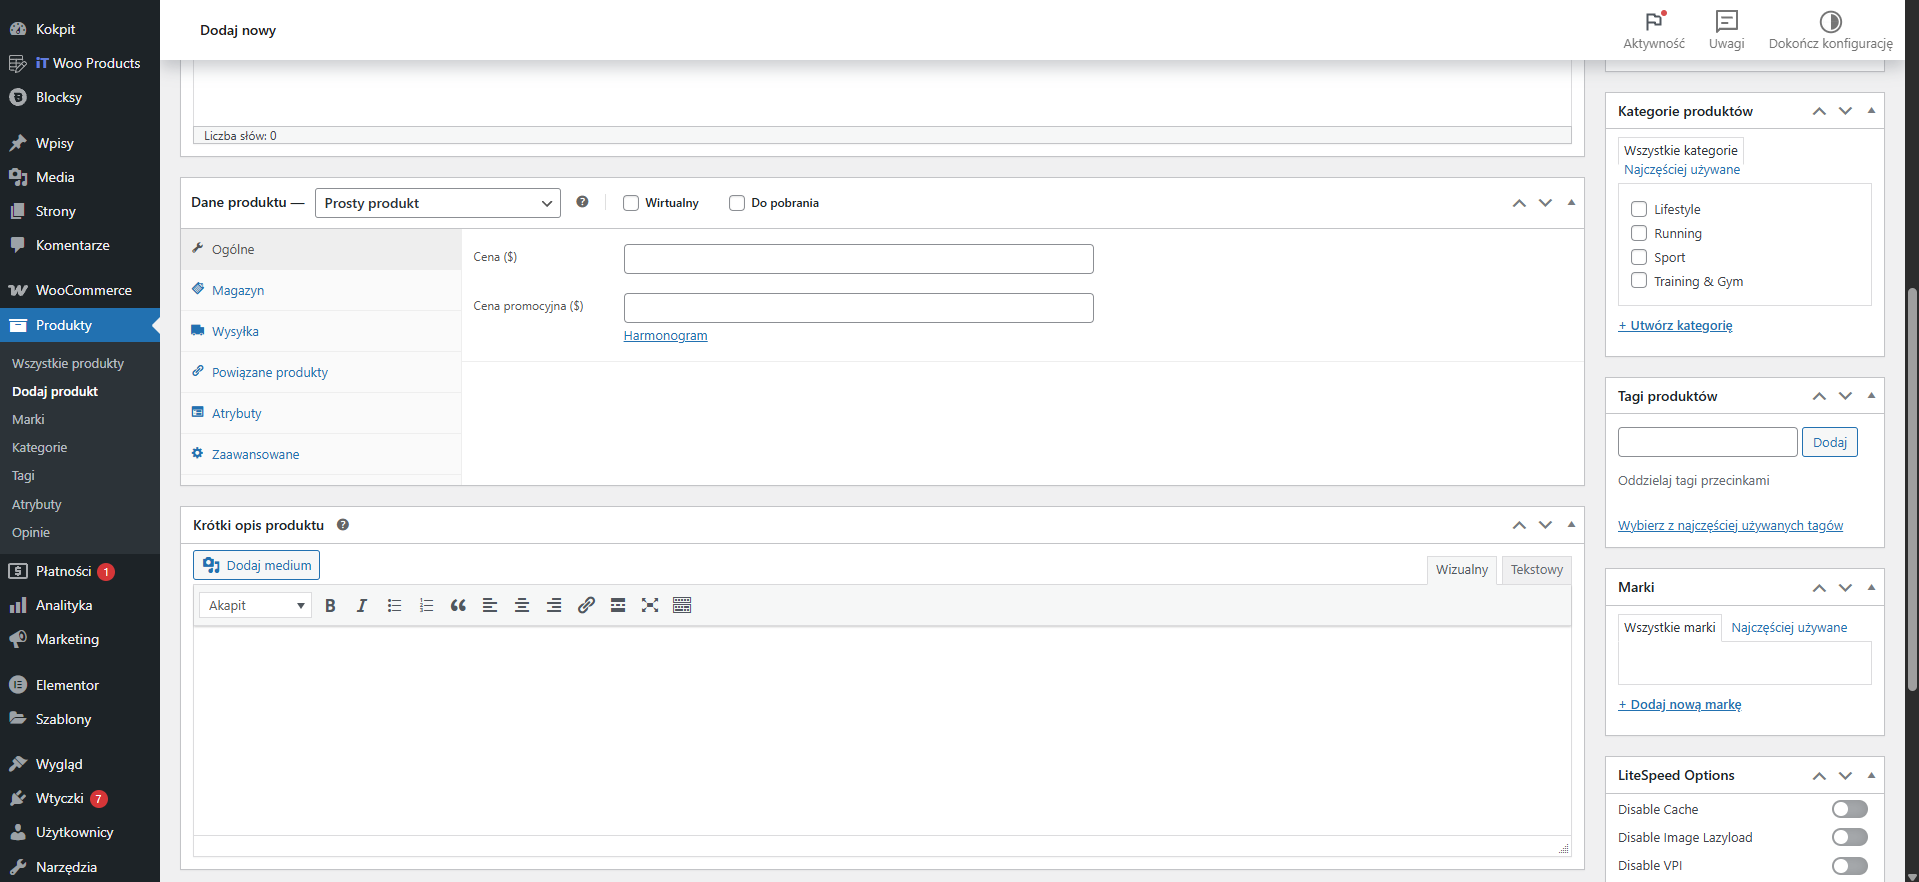 Kokpit
iT Woo Products
Blocksy
Wpisy
Media
Strony
Komentarze
WooCommerce
Produkty
Wszystkie produkty
Dodaj produkt
Marki
Kategorie
Tagi
Atrybuty
Opinie
Płatności 1
Analityka
Marketing
Elementor
Szablony
Wygląd
Wtyczki 7
Użytkownicy
Narzędzia
Dodaj nowy
Aktywność
Uwagi
Dokończ konfigurację
Liczba słów: 0
Dane produktu —
Prosty produkt
Wirtualny
Do pobrania
Ogólne
Magazyn
Wysyłka
Powiązane produkty
Atrybuty
Zaawansowane
Cena ($)
Cena promocyjna ($)
Harmonogram
Krótki opis produktu
Dodaj medium
Wizualny
Tekstowy
Akapit
Kategorie produktów
Wszystkie kategorie
Najczęściej używane
Lifestyle
Running
Sport
Training & Gym
+ Utwórz kategorię
Tagi produktów
Dodaj
Oddzielaj tagi przecinkami
Wybierz z najczęściej używanych tagów
Marki
Wszystkie marki
Najczęściej używane
+ Dodaj nową markę
LiteSpeed Options
Disable Cache
Disable Image Lazyload
Disable VPI